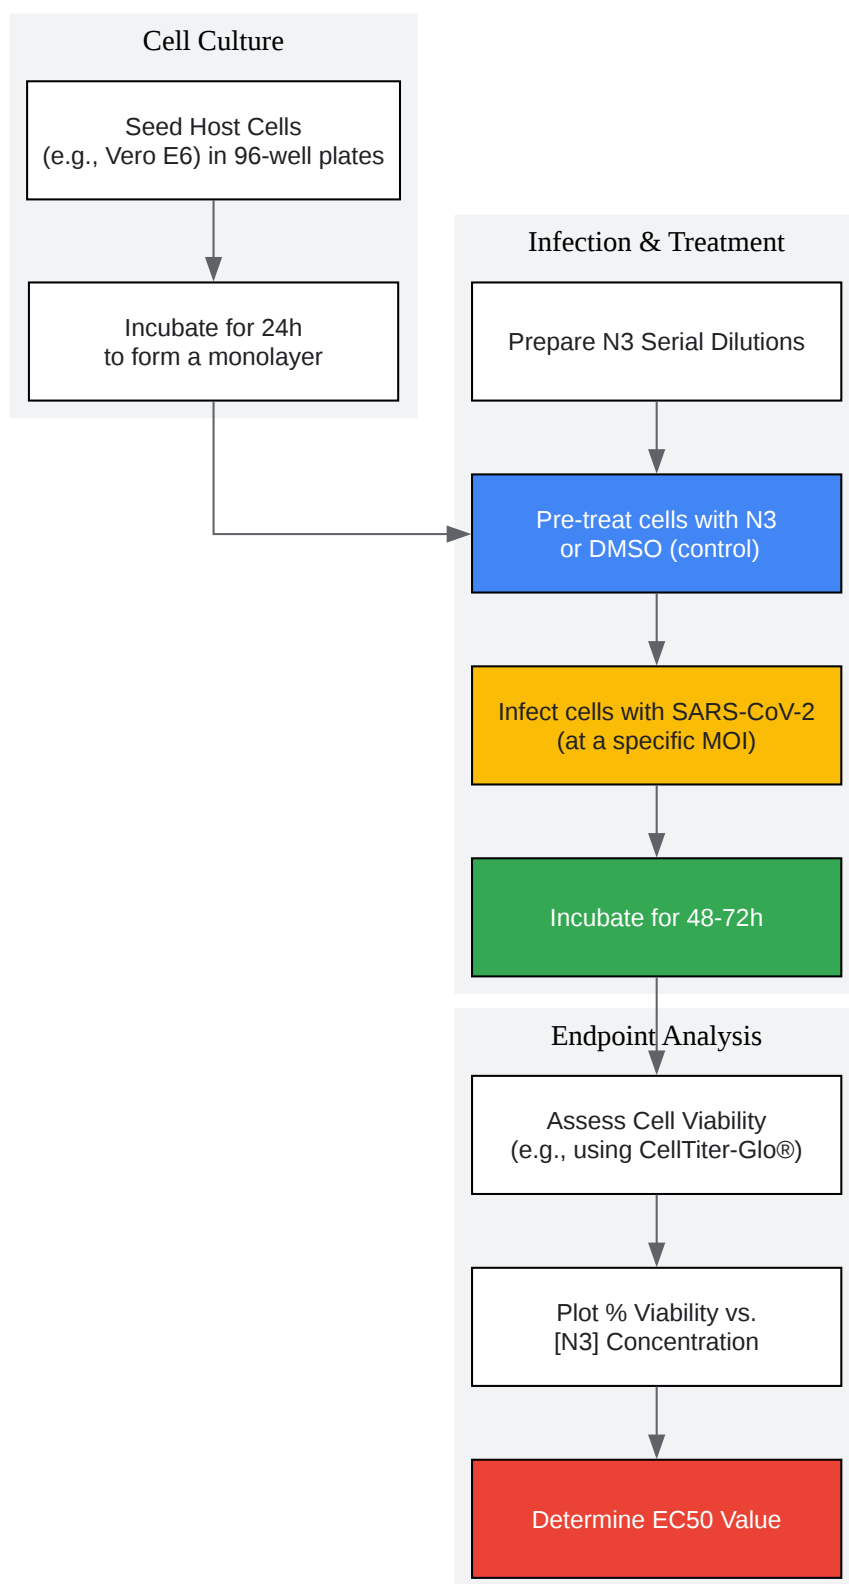 Cell Culture
Seed Host Cells
(e.g., Vero E6) in 96-well plates
Incubate for 24h
to form a monolayer
Infection & Treatment
Prepare N3 Serial Dilutions
Pre-treat cells with N3
or DMSO (control)
Infect cells with SARS-CoV-2
(at a specific MOI)
Incubate for 48-72h
Endpoint Analysis
Assess Cell Viability
(e.g., using CellTiter-Glo®)
Plot % Viability vs.
[N3] Concentration
Determine EC50 Value